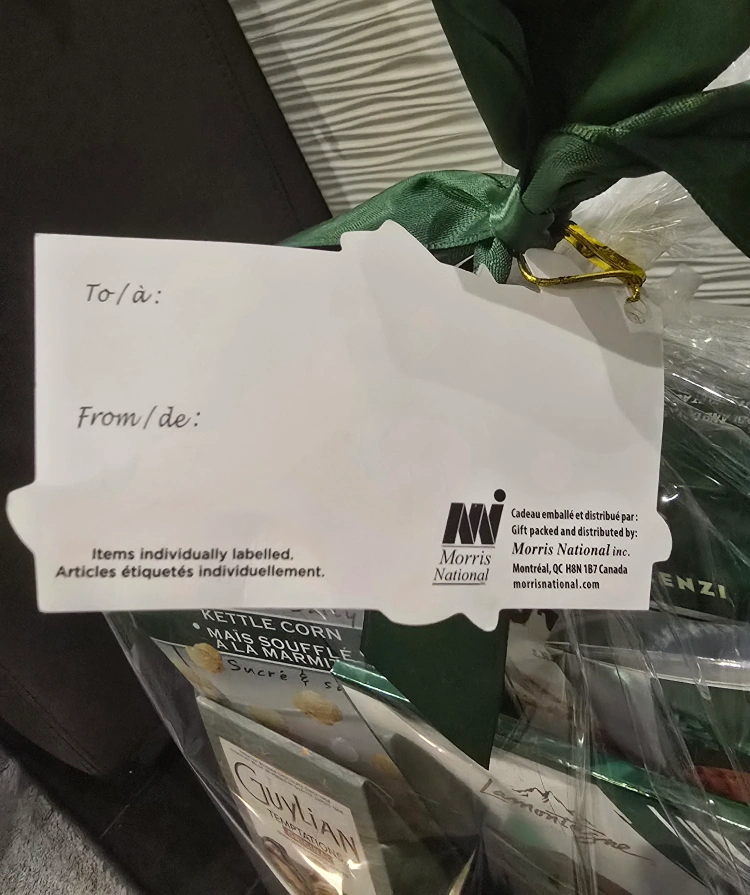 To/à:
From/de:
Items individually labelled.
Articles étiquetés individuellement.
Morris
National
Cadeau emballé et distribué par:
Gift packed and distributed by:
Morris National inc.
Montréal, QC H8N 1B7 Canada
morrisnational.com
ENZI
KETTLE CORN
• MAÏS SOUFFLÉ
À LA MARMIT
Sucré & s
GUYLIAN
TEMPTATIONS
Lamontagne